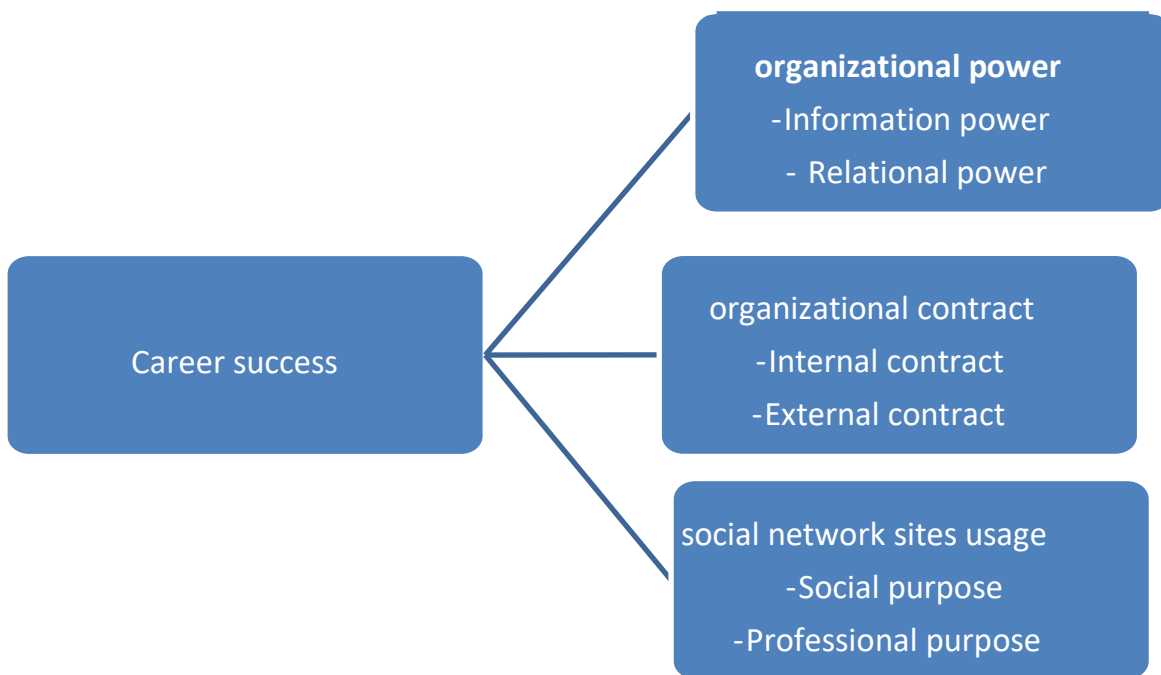 organizational power
-Information power
- Relational power
Career success
organizational contract
-Internal contract
-External contract
social network sites usage
-Social purpose
-Professional purpose